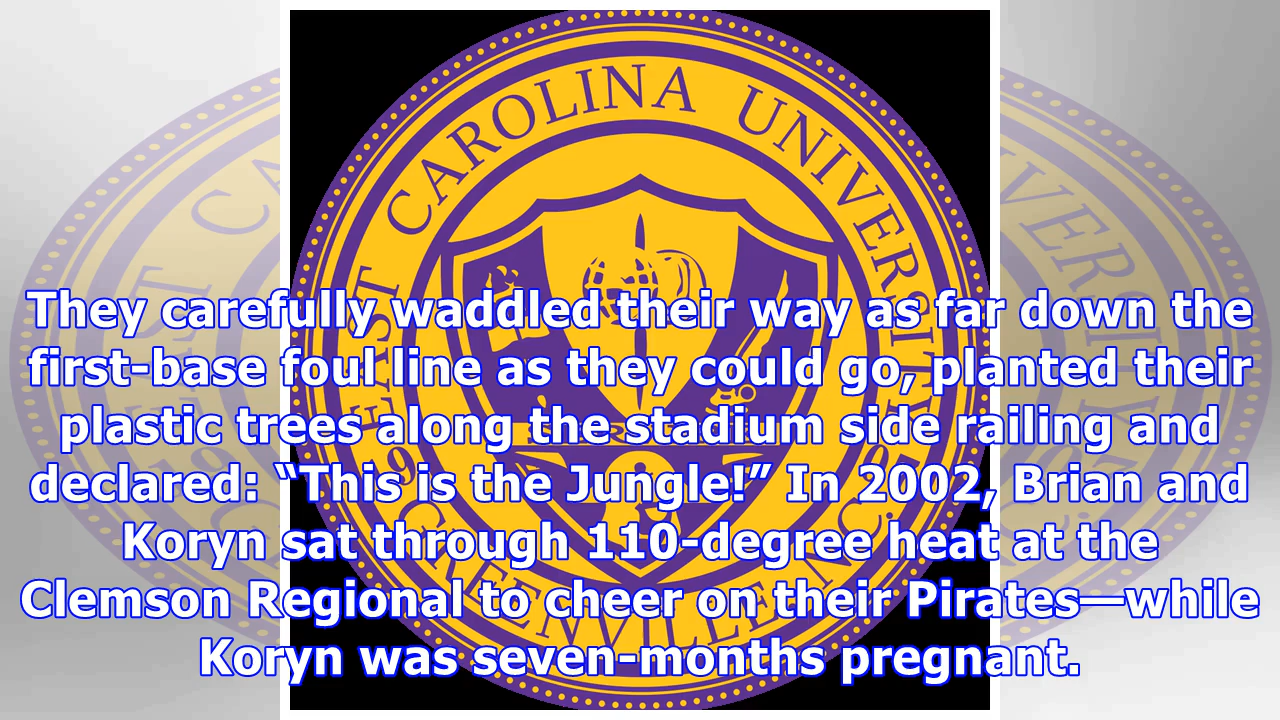 EAST CAROLINA UNIVERSITY
They carefully waddled their way as far down the
first-base foul line as they could go, planted their
plastic trees along the stadium side railing and
declared: “This is the Jungle!” In 2002, Brian and
Koryn sat through 110-degree heat at the
Clemson Regional to cheer on their Pirates—while
Koryn was seven-months pregnant.
GREENVILLE N.C.